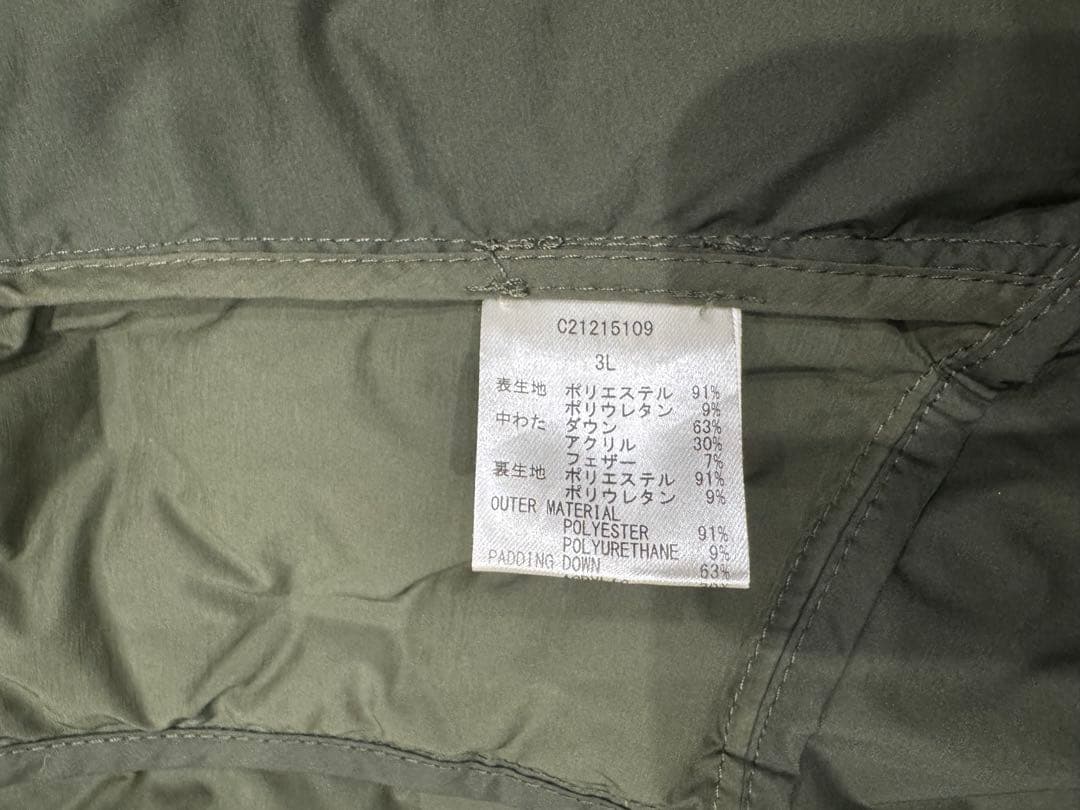 C21215109
3L
表生地 ポリエステル 91%
ポリウレタン 9%
中わた ダウン 63%
アクリル 30%
フェザー 7%
裏生地 ポリエステル 91%
ポリウレタン 9%
OUTER MATERIAL
POLYESTER 91%
POLYURETHANE 9%
PADDING DOWN 63%